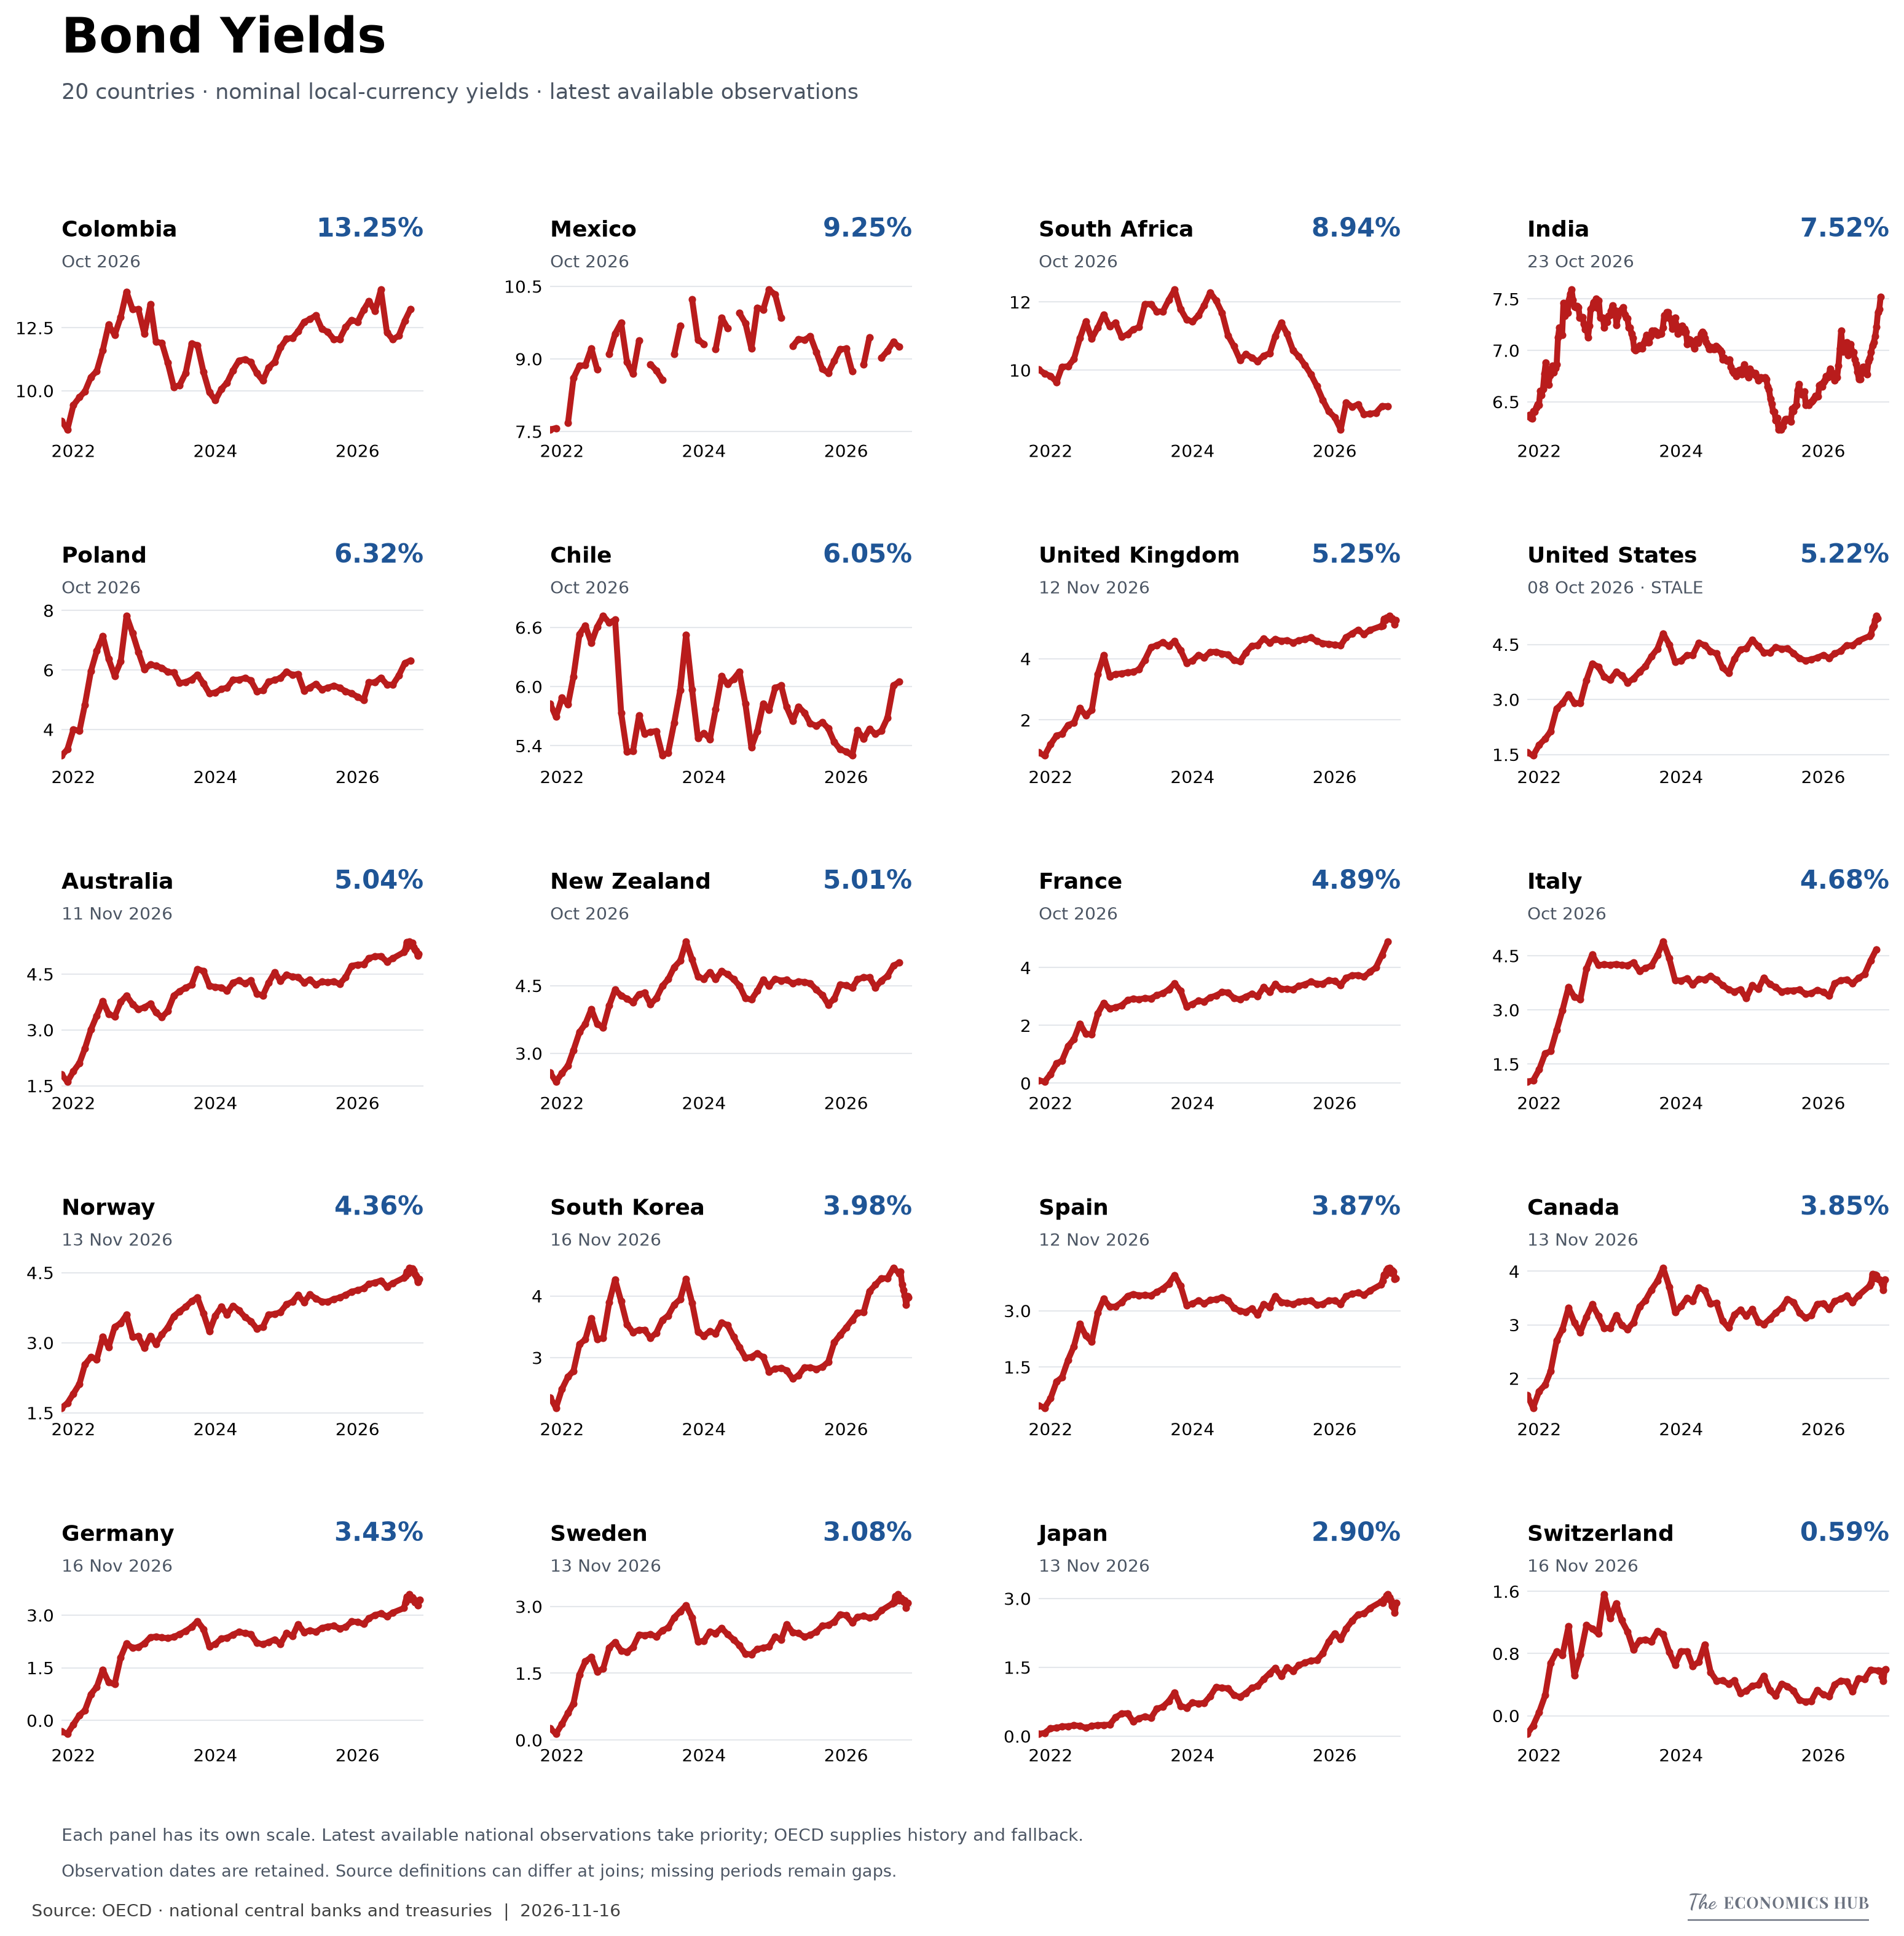 Bond Yields
20 countries · nominal local-currency yields · latest available observations
Colombia 13.25%
Oct 2026
12.5
10.0
2022 2024 2026
Mexico 9.25%
Oct 2026
10.5
9.0
7.5
2022 2024 2026
South Africa 8.94%
Oct 2026
12
10
2022 2024 2026
India 7.52%
23 Oct 2026
7.5
7.0
6.5
2022 2024 2026
Poland 6.32%
Oct 2026
8
6
4
2022 2024 2026
Chile 6.05%
Oct 2026
6.6
6.0
5.4
2022 2024 2026
United Kingdom 5.25%
12 Nov 2026
4
2
2022 2024 2026
United States 5.22%
08 Oct 2026 · STALE
4.5
3.0
1.5
2022 2024 2026
Australia 5.04%
11 Nov 2026
4.5
3.0
1.5
2022 2024 2026
New Zealand 5.01%
Oct 2026
4.5
3.0
2022 2024 2026
France 4.89%
Oct 2026
4
2
0
2022 2024 2026
Italy 4.68%
Oct 2026
4.5
3.0
1.5
2022 2024 2026
Norway 4.36%
13 Nov 2026
4.5
3.0
1.5
2022 2024 2026
South Korea 3.98%
16 Nov 2026
4
3
2022 2024 2026
Spain 3.87%
12 Nov 2026
3.0
1.5
2022 2024 2026
Canada 3.85%
13 Nov 2026
4
3
2
2022 2024 2026
Germany 3.43%
16 Nov 2026
3.0
1.5
0.0
2022 2024 2026
Sweden 3.08%
13 Nov 2026
3.0
1.5
0.0
2022 2024 2026
Japan 2.90%
13 Nov 2026
3.0
1.5
0.0
2022 2024 2026
Switzerland 0.59%
16 Nov 2026
1.6
0.8
0.0
2022 2024 2026
Each panel has its own scale. Latest available national observations take priority; OECD supplies history and fallback.
Observation dates are retained. Source definitions can differ at joins; missing periods remain gaps.
Source: OECD · national central banks and treasuries | 2026-11-16
The ECONOMICS HUB